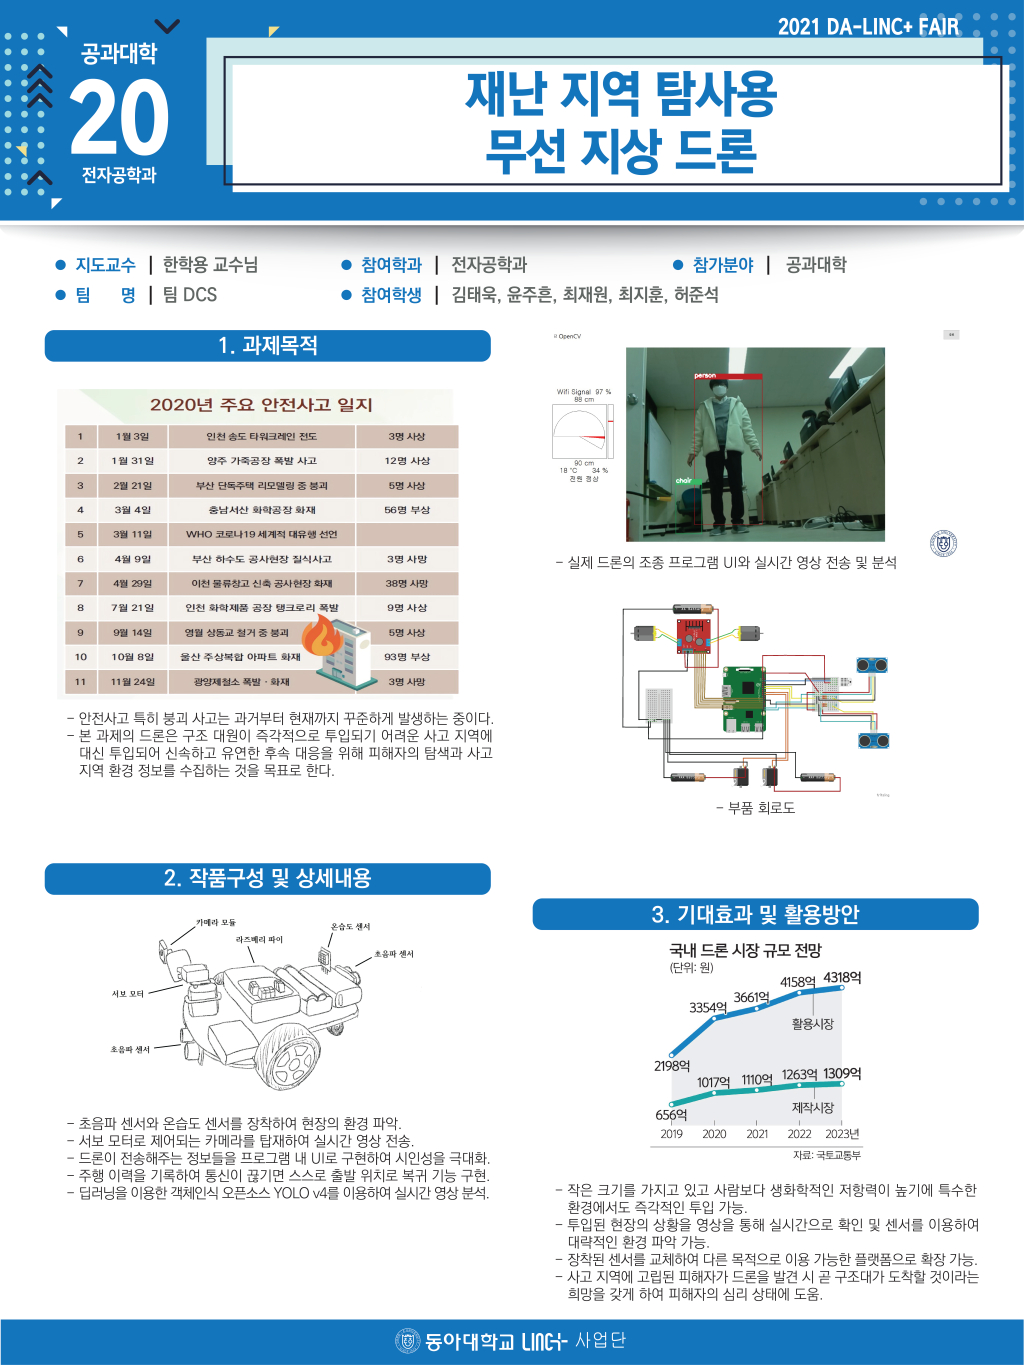 2021 DA-LINC+ FAIR
공과대학
20
전자공학과
재난 지역 탐사용
무선 지상 드론
지도교수 한학용 교수님
참여학과 전자공학과
참가분야 공과대학
팀 명 팀 DCS
참여학생 김태욱, 윤주흔, 최재원, 최지훈, 허준석
1. 과제목적
2020년 주요 안전사고 일지
1 1월 3일 인천 송도 타워크레인 전도 3명 사상
2 1월 31일 양주 가죽공장 폭발 사고 12명 사상
3 2월 21일 부산 단독주택 리모델링 중 붕괴 5명 사상
4 3월 4일 충남서산 화학공장 화재 56명 부상
5 3월 11일 WHO 코로나19 세계적 대유행 선언
6 4월 9일 부산 하수도 공사현장 질식사고 3명 사망
7 4월 29일 이천 물류창고 신축 공사현장 화재 38명 사망
8 7월 21일 인천 화학제품 공장 탱크로리 폭발 9명 사상
9 9월 14일 영월 상동교 철거 중 붕괴 5명 사상
10 10월 8일 울산 주상복합 아파트 화재 93명 부상
11 11월 24일 광양제철소 폭발 · 화재 3명 사망
- 안전사고 특히 붕괴 사고는 과거부터 현재까지 꾸준하게 발생하는 중이다.
- 본 과제의 드론은 구조 대원이 즉각적으로 투입되기 어려운 사고 지역에
대신 투입되어 신속하고 유연한 후속 대응을 위해 피해자의 탐색과 사고
지역 환경 정보를 수집하는 것을 목표로 한다.
2. 작품구성 및 상세내용
카메라 모듈
라즈베리 파이
온습도 센서
초음파 센서
서보 모터
초음파 센서
- 초음파 센서와 온습도 센서를 장착하여 현장의 환경 파악.
- 서보 모터로 제어되는 카메라를 탑재하여 실시간 영상 전송.
- 드론이 전송해주는 정보들을 프로그램 내 UI로 구현하여 시인성을 극대화.
- 주행 이력을 기록하여 통신이 끊기면 스스로 출발 위치로 복귀 기능 구현.
- 딥러닝을 이용한 객체인식 오픈소스 YOLO v4를 이용하여 실시간 영상 분석.
OpenCV
Wifi Signal 97 %
88 cm
90 cm
18 °C 34 %
전원 정상
person
chair
- 실제 드론의 조종 프로그램 UI와 실시간 영상 전송 및 분석
- 부품 회로도
3. 기대효과 및 활용방안
국내 드론 시장 규모 전망
(단위: 원)
2198억 3354억 3661억 4158억 4318억
활용시장
656억 1017억 1110억 1263억 1309억
제작시장
2019 2020 2021 2022 2023년
자료: 국토교통부
- 작은 크기를 가지고 있고 사람보다 생화학적인 저항력이 높기에 특수한
환경에서도 즉각적인 투입 가능.
- 투입된 현장의 상황을 영상을 통해 실시간으로 확인 및 센서를 이용하여
대략적인 환경 파악 가능.
- 장착된 센서를 교체하여 다른 목적으로 이용 가능한 플랫폼으로 확장 가능.
- 사고 지역에 고립된 피해자가 드론을 발견 시 곧 구조대가 도착할 것이라는
희망을 갖게 하여 피해자의 심리 상태에 도움.
동아대학교 LINC+ 사업단